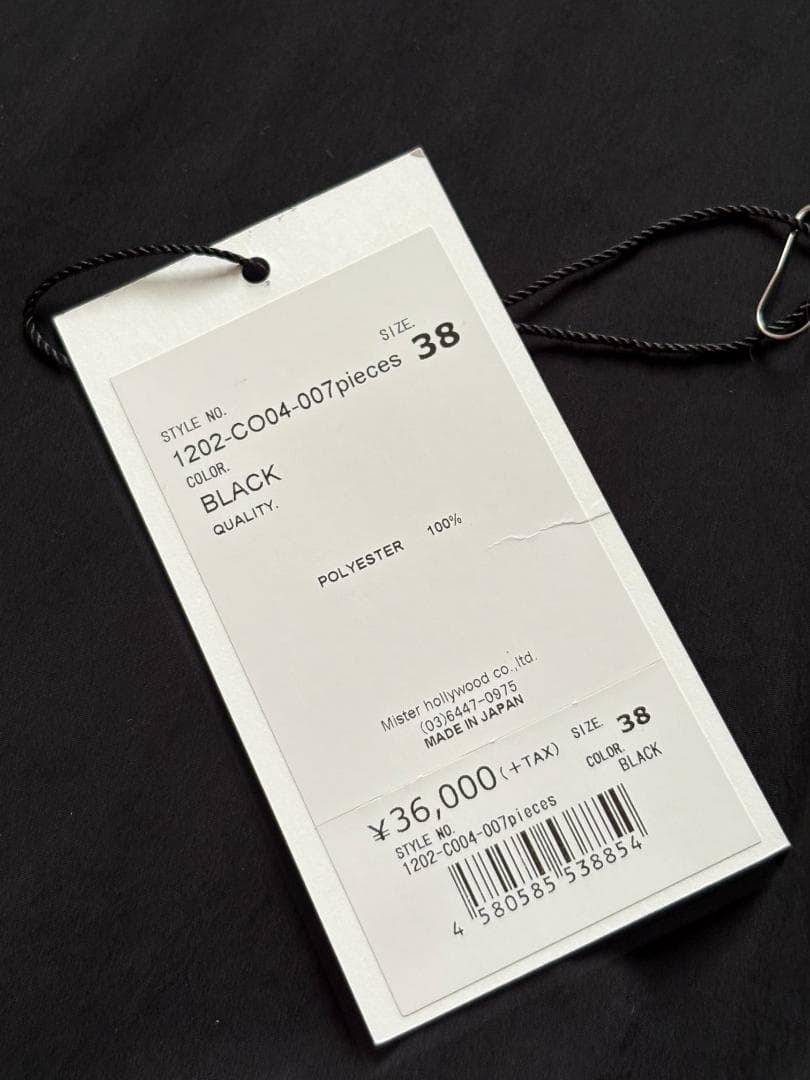 SIZE. 38
STYLE NO.
1202-CO04-007pieces
COLOR.
BLACK
QUALITY.
POLYESTER 100%
Mister hollywood co.,ltd.
(03)6447-0975
MADE IN JAPAN
¥36,000(+TAX) SIZE. 38
COLOR. BLACK
STYLE NO.
1202-CO04-007pieces
4 580585 538854